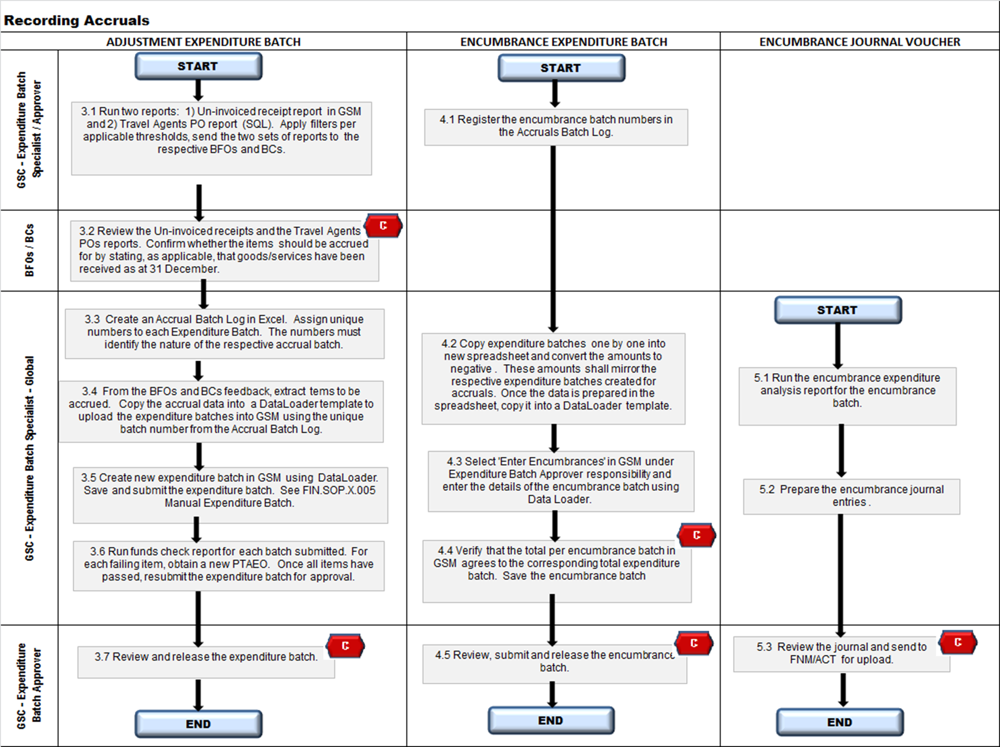 Recording Accruals
ADJUSTMENT EXPENDITURE BATCH
ENCUMBRANCE EXPENDITURE BATCH
ENCUMBRANCE JOURNAL VOUCHER
GSC - Expenditure Batch
Specialist / Approver
START
3.1 Run two reports: 1) Un-invoiced receipt report in GSM
and 2) Travel Agents PO report (SQL). Apply filters per
applicable thresholds, send the two sets of reports to the
respective BFOs and BCs.
START
4.1 Register the encumbrance batch numbers in
the Accruals Batch Log.
BFOs / BCs
C
3.2 Review the Un-invoiced receipts and the Travel Agents
POs reports. Confirm whether the items should be accrued
for by stating, as applicable, that goods/services have been
received as at 31 December.
GSC - Expenditure Batch Specialist - Global
3.3 Create an Accrual Batch Log in Excel. Assign unique
numbers to each Expenditure Batch. The numbers must
identify the nature of the respective accrual batch.
3.4 From the BFOs and BCs feedback, extract tems to be
accrued. Copy the accrual data into a DataLoader template to
upload the expenditure batches into GSM using the unique
batch number from the Accrual Batch Log.
3.5 Create new expenditure batch in GSM using DataLoader.
Save and submit the expenditure batch. See FIN.SOP.X.005
Manual Expenditure Batch.
3.6 Run funds check report for each batch submitted. For
each failing item, obtain a new PTAEO. Once all items have
passed, resubmit the expenditure batch for approval.
4.2 Copy expenditure batches one by one into
new spreadsheet and convert the amounts to
negative . These amounts shall mirror the
respective expenditure batches created for
accruals. Once the data is prepared in the
spreadsheet, copy it into a DataLoader template.
4.3 Select 'Enter Encumbrances' in GSM under
Expenditure Batch Approver responsibility and
enter the details of the encumbrance batch using
Data Loader.
C
4.4 Verify that the total per encumbrance batch in
GSM agrees to the corresponding total expenditure
batch. Save the encumbrance batch
START
5.1 Run the encumbrance expenditure
analysis report for the encumbrance
batch.
5.2 Prepare the encumbrance journal
entries .
GSC - Expenditure
Batch Approver
C
3.7 Review and release the expenditure batch.
END
C
4.5 Review, submit and release the encumbrance
batch.
END
C
5.3 Review the journal and send to
FNM/ACT for upload.
END